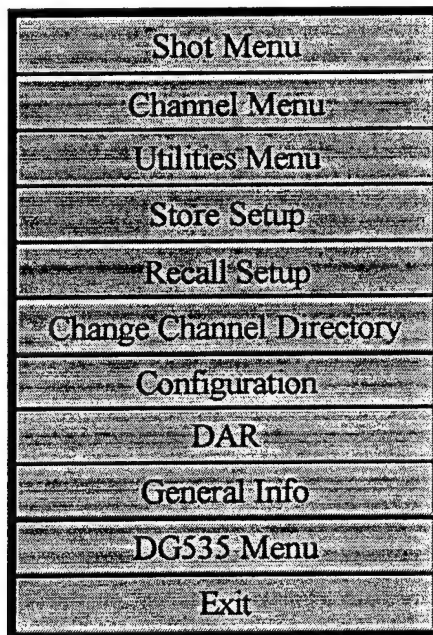 Shot Menu
Channel Menu
Utilities Menu
Store Setup
Recall Setup
Change Channel Directory
Configuration
DAR
General Info
DG535 Menu
Exit